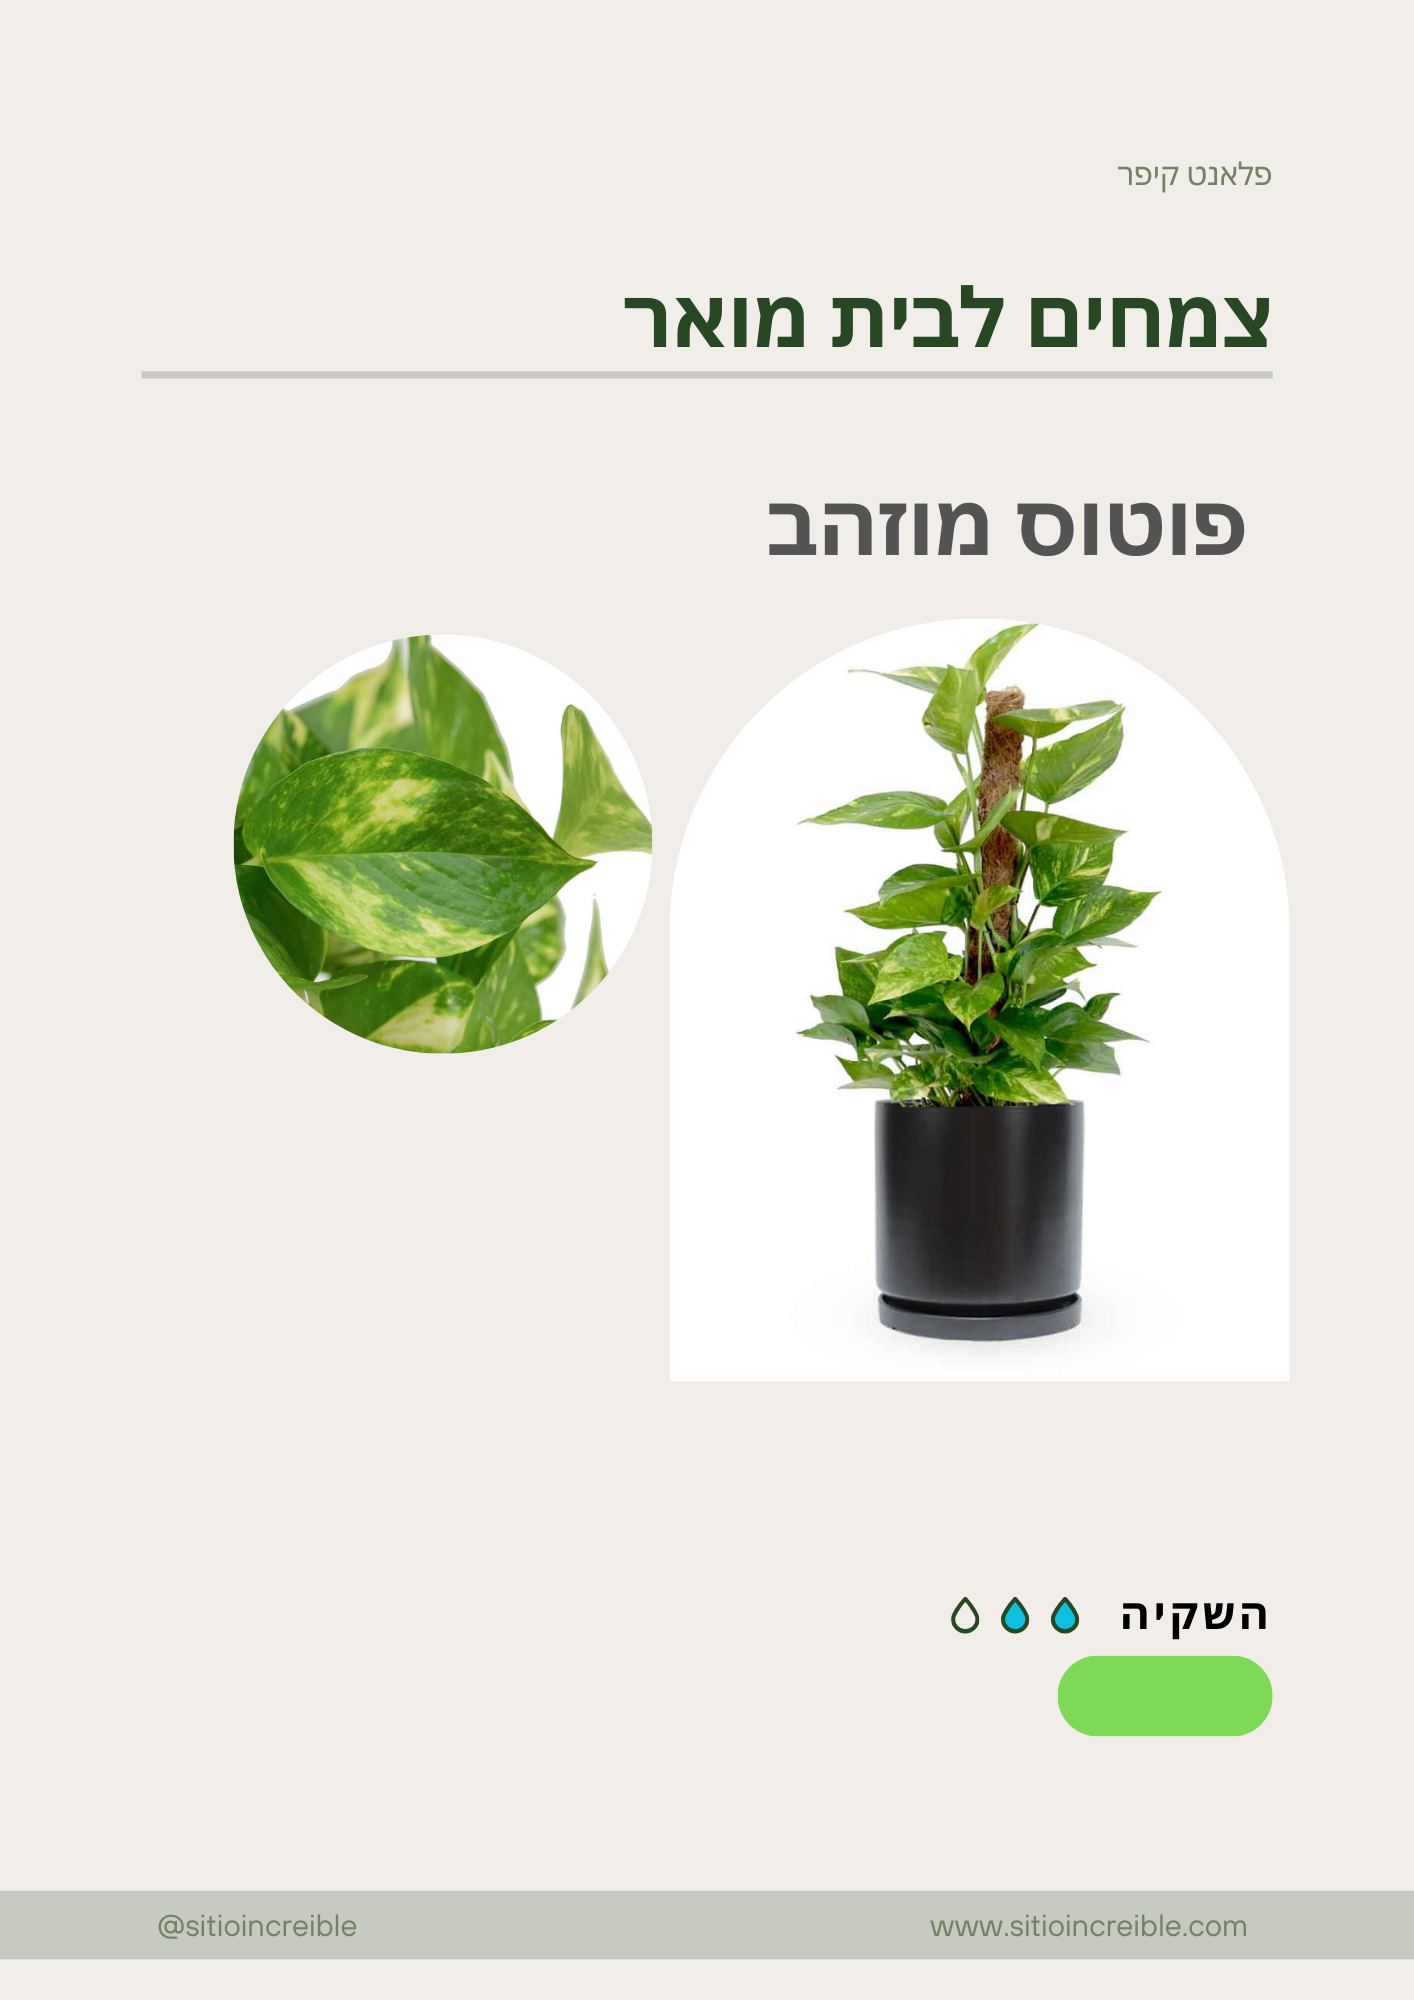 פלאנט קיפר
צמחים לבית מואר
פוטוס מוזהב
השקיה
www.sitioincreible.com
@sitioincreible